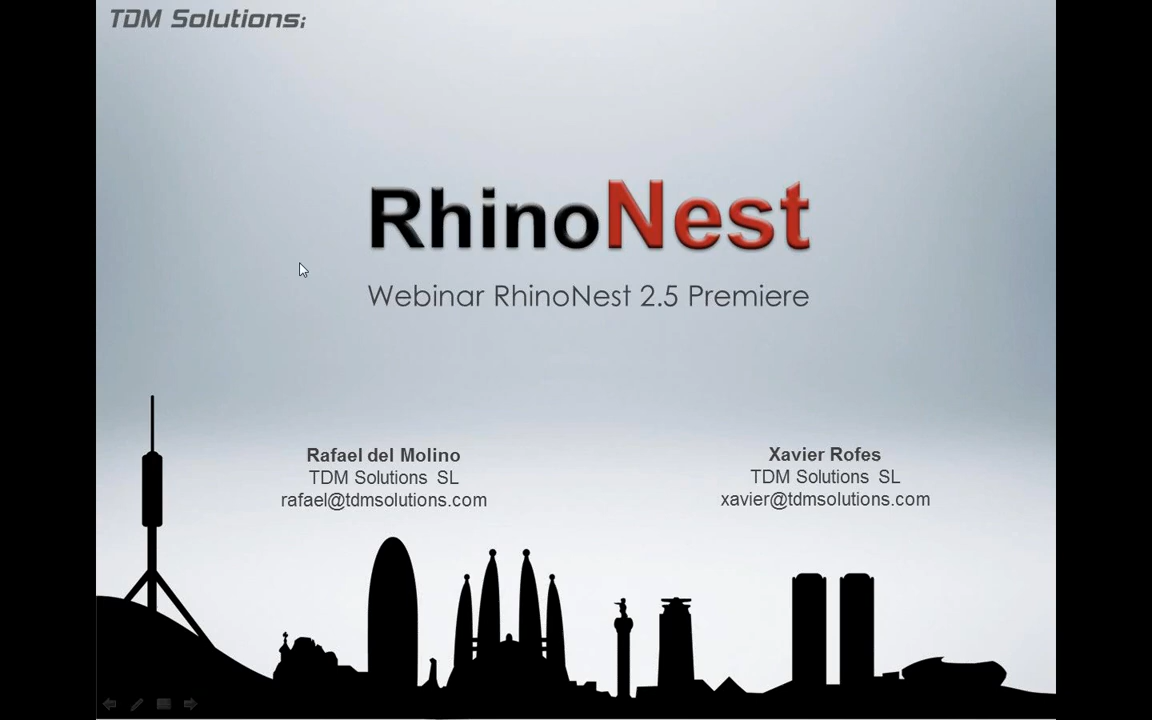 TDM Solutions;
RhinoNest
Webinar RhinoNest 2.5 Premiere
Rafael del Molino
TDM Solutions SL
rafael@tdmsolutions.com
Xavier Rofes
TDM Solutions SL
xavier@tdmsolutions.com